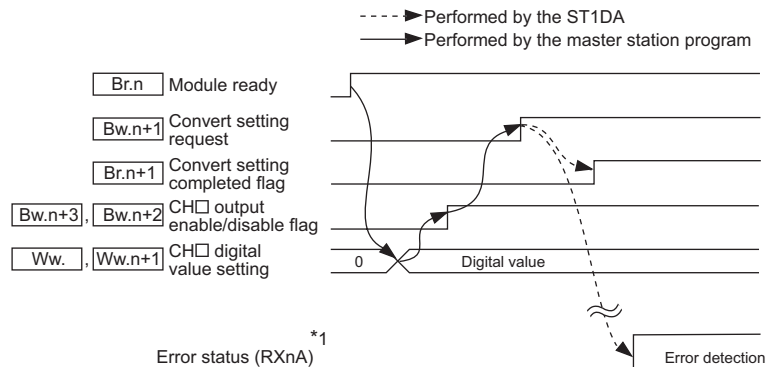 Performed by the ST1DA
Performed by the master station program
Br.n Module ready
Bw.n+1 Convert setting
request
Br.n+1 Convert setting
completed flag
Bw.n+3 , Bw.n+2 CH□ output
enable/disable flag
Ww. , Ww.n+1 CH□ digital
value setting
0 Digital value
Error status (RXnA) *1
Error detection